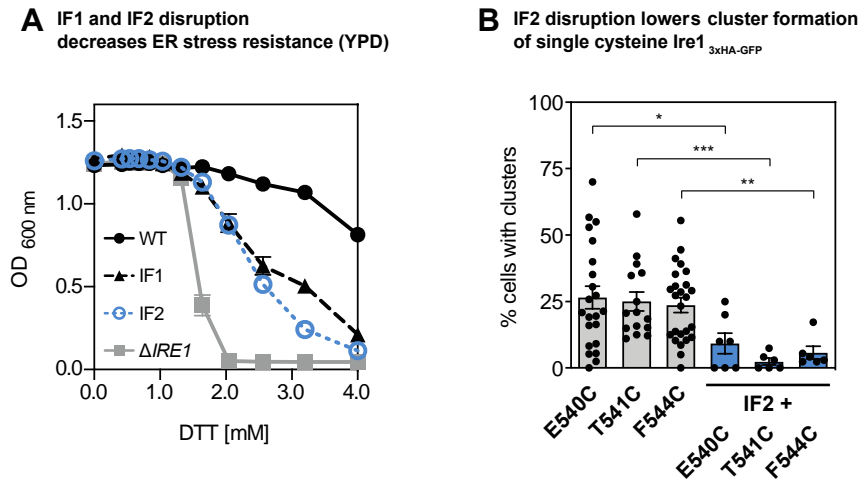 A IF1 and IF2 disruption
decreases ER stress resistance (YPD)
1.5
1.0
0.5
0.0
OD 600 nm
WT
IF1
IF2
ΔIRE1
0.0 1.0 2.0 3.0 4.0
DTT [mM]
B IF2 disruption lowers cluster formation
of single cysteine Ire1 3xHA-GFP
100
75
50
25
0
% cells with clusters
*
***
**
E540C T541C F544C
IF2 +
E540C T541C F544C